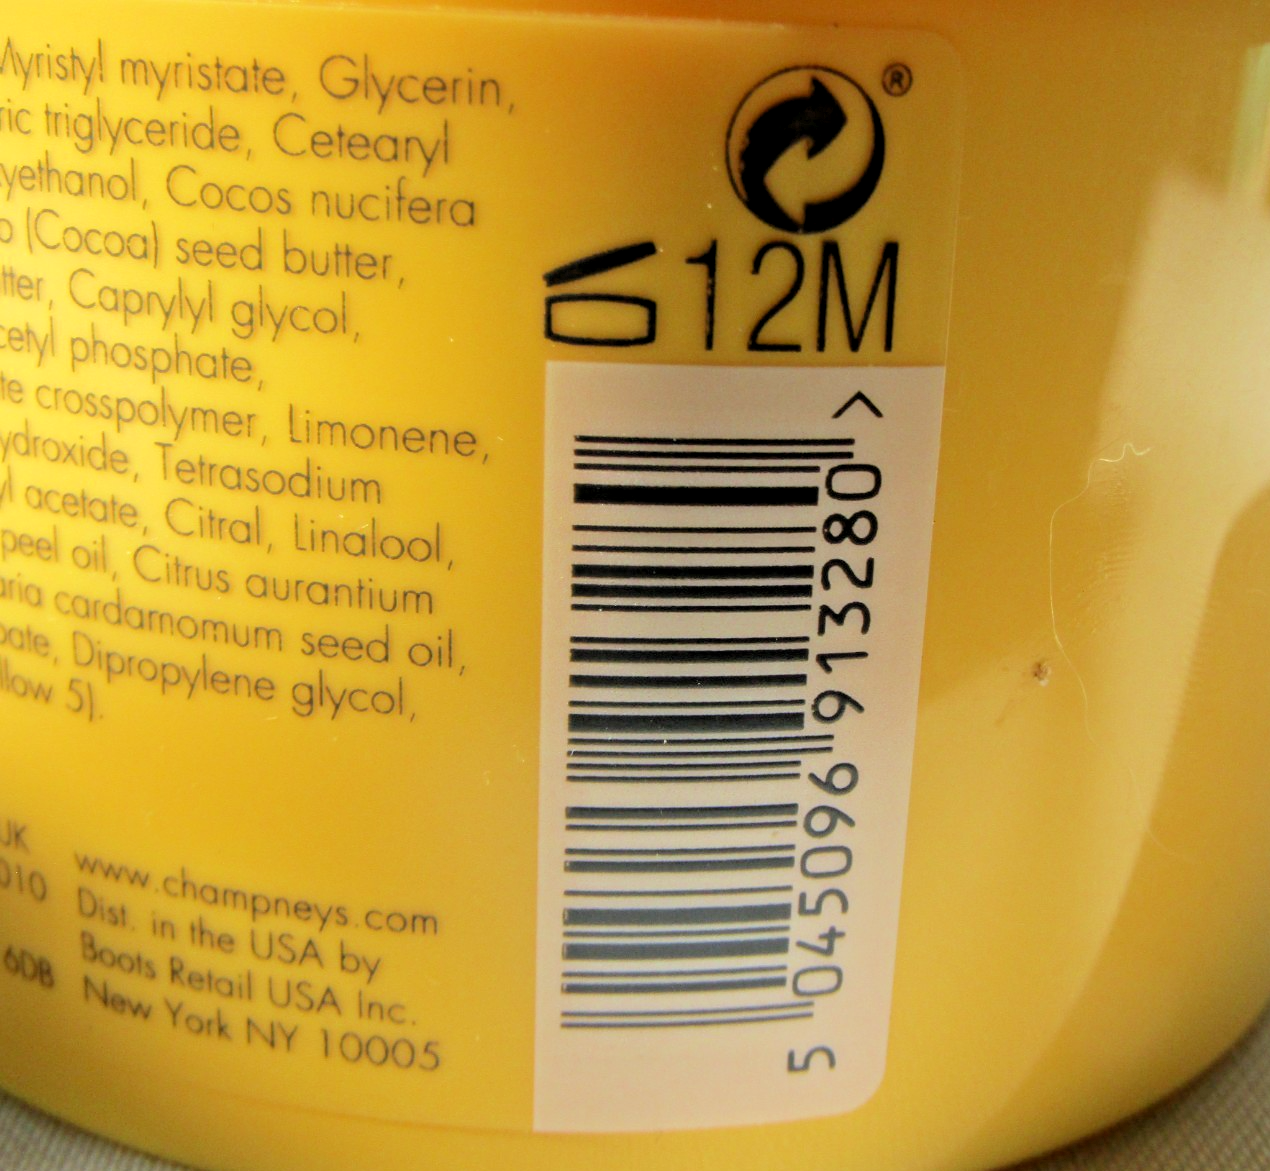 Myristyl myristate, Glycerin,
ric triglyceride, Cetearyl
yethanol, Cocos nucifera
o (Cocoa) seed butter,
tter, Caprylyl glycol,
cetyl phosphate,
te crosspolymer, Limonene,
ydroxide, Tetrasodium
yl acetate, Citral, Linalool,
peel oil, Citrus aurantium
aria cardamomum seed oil,
bate, Dipropylene glycol,
llow 5).
®
12M
5 045096 913280 >
UK
010
6DB
www.champneys.com
Dist. in the USA by
Boots Retail USA Inc.
New York NY 10005